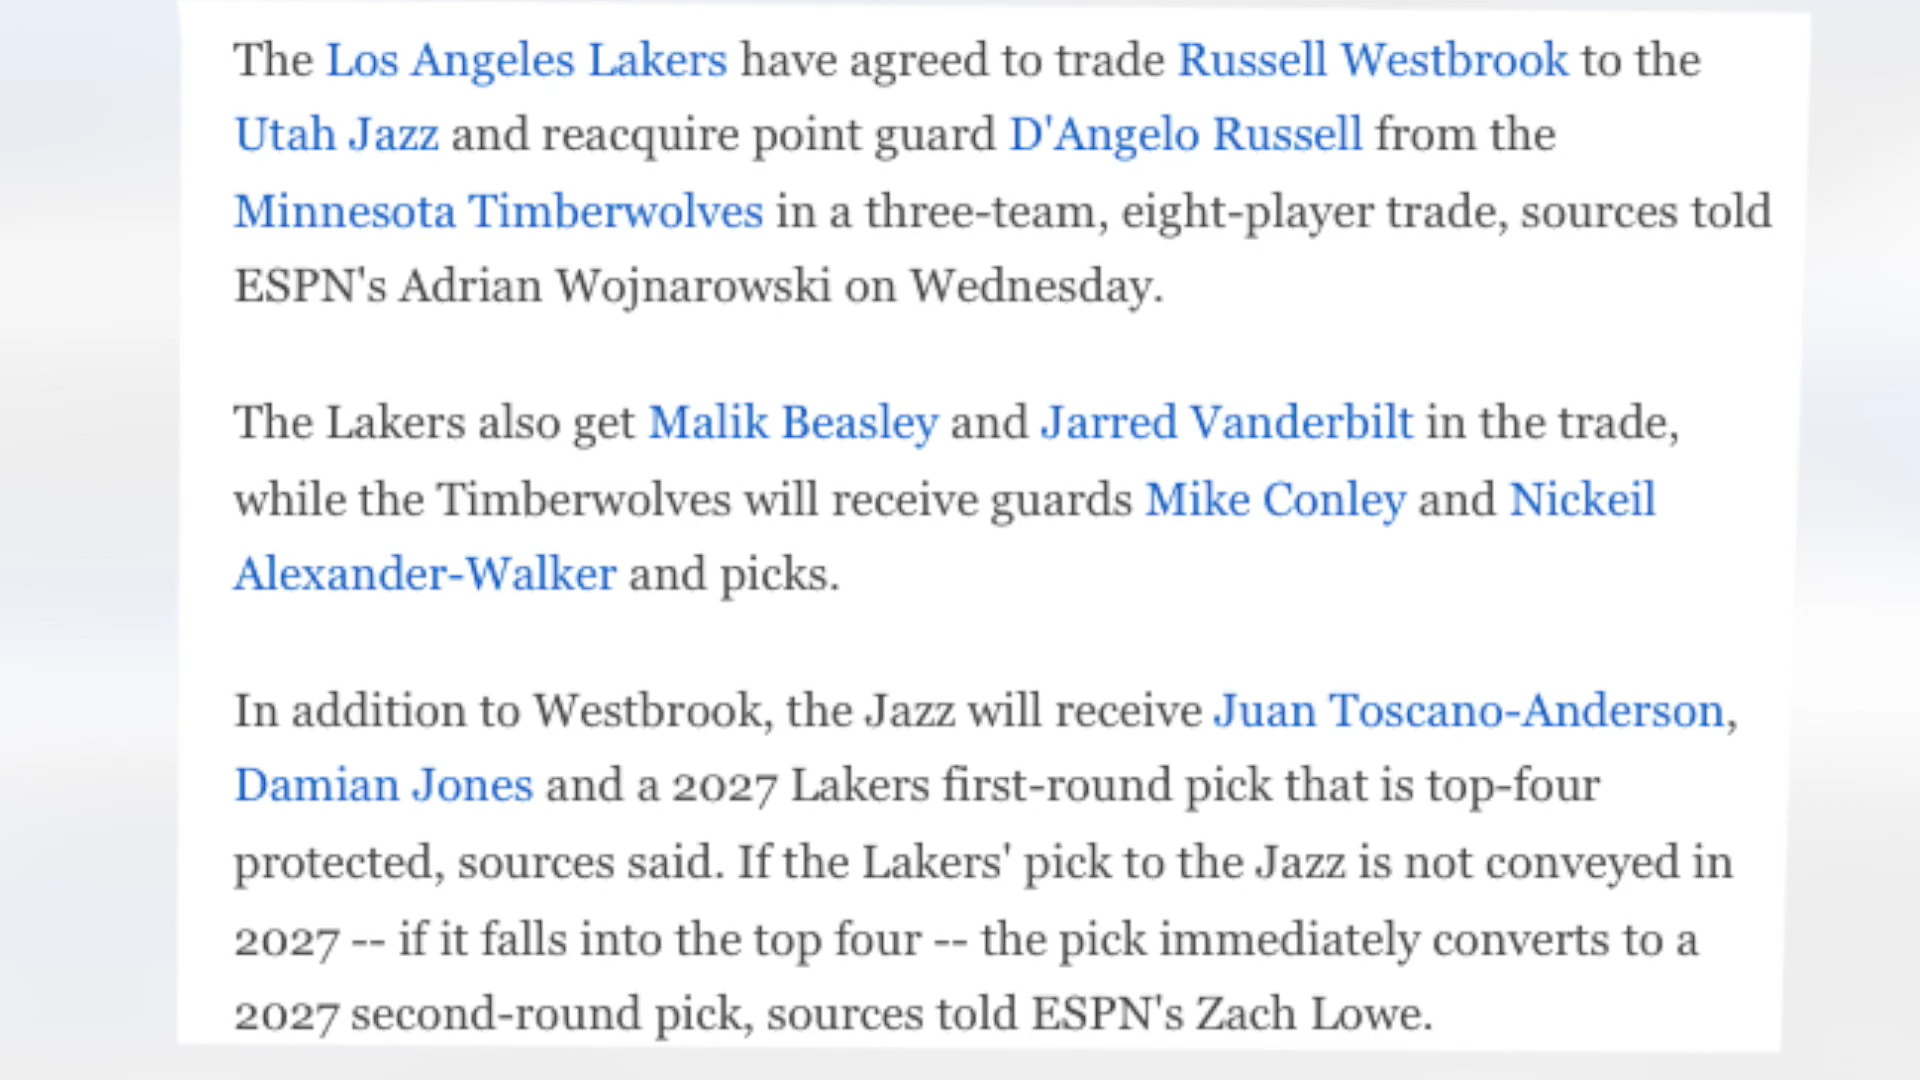 The Los Angeles Lakers have agreed to trade Russell Westbrook to the
Utah Jazz and reacquire point guard D'Angelo Russell from the
Minnesota Timberwolves in a three-team, eight-player trade, sources told
ESPN's Adrian Wojnarowski on Wednesday.
The Lakers also get Malik Beasley and Jarred Vanderbilt in the trade,
while the Timberwolves will receive guards Mike Conley and Nickeil
Alexander-Walker and picks.
In addition to Westbrook, the Jazz will receive Juan Toscano-Anderson,
Damian Jones and a 2027 Lakers first-round pick that is top-four
protected, sources said. If the Lakers' pick to the Jazz is not conveyed in
2027 -- if it falls into the top four -- the pick immediately converts to a
2027 second-round pick, sources told ESPN's Zach Lowe.